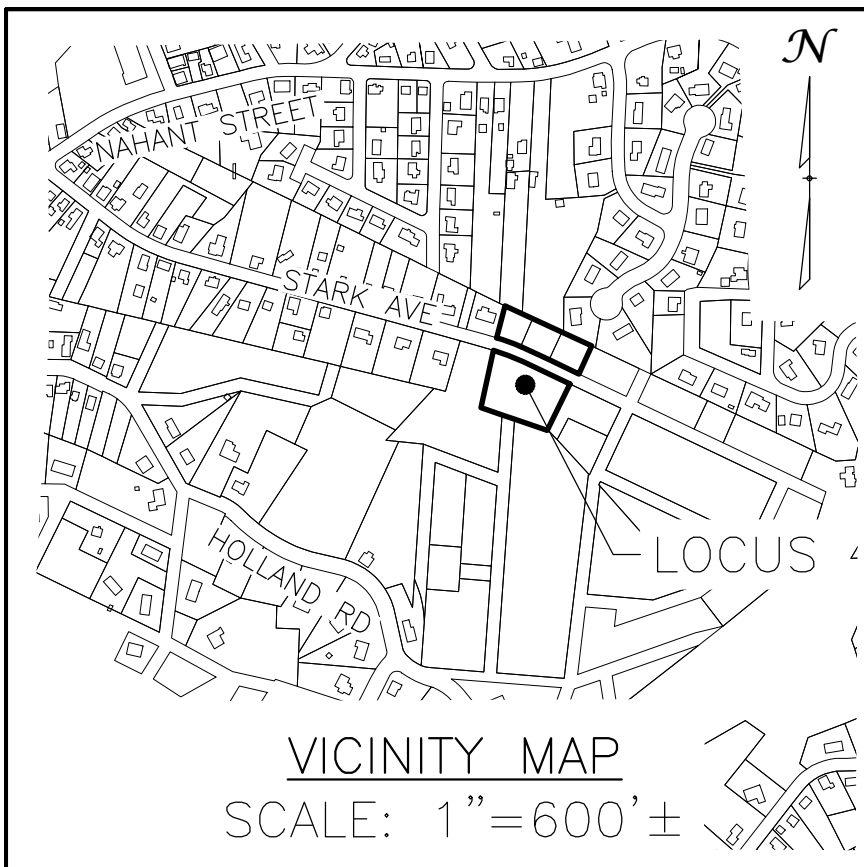 N
NAHANT STREET
STARK AVE
LOCUS
HOLLAND RD
VICINITY MAP
SCALE: 1"=600'±